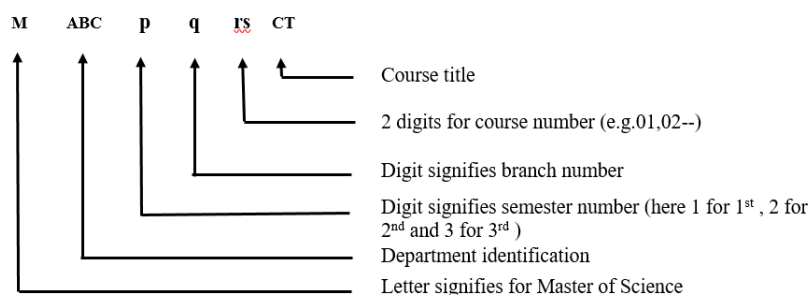 M ABC p q rs CT
Course title
2 digits for course number (e.g.01,02--)
Digit signifies branch number
Digit signifies semester number (here 1 for 1st , 2 for
2nd and 3 for 3rd )
Department identification
Letter signifies for Master of Science